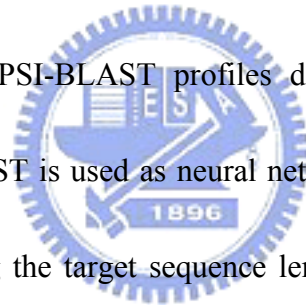 PSI-BLAST profiles d
ST is used as neural net
1896
the target sequence len